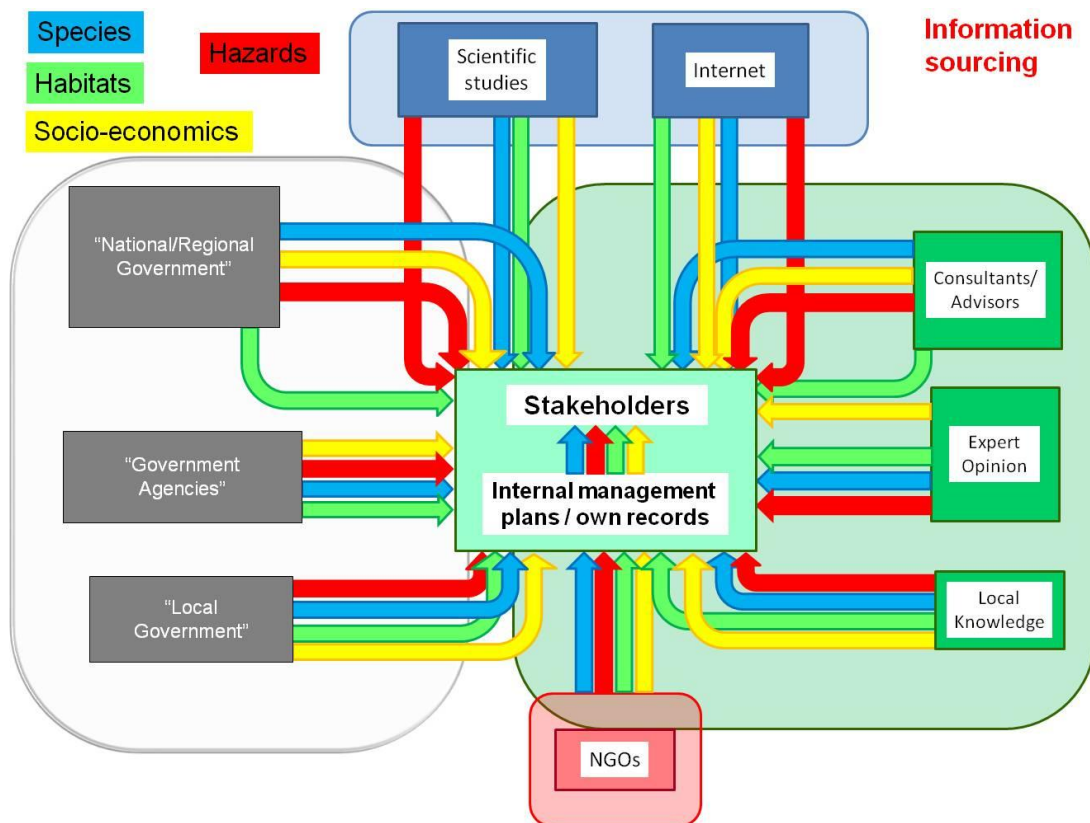 Species
Hazards
Habitats
Socio-economics
Scientific
studies
Internet
Information
sourcing
“National/Regional
Government”
Consultants/
Advisors
Stakeholders
“Government
Agencies”
Expert
Opinion
Internal management
plans / own records
“Local
Government”
Local
Knowledge
NGOs